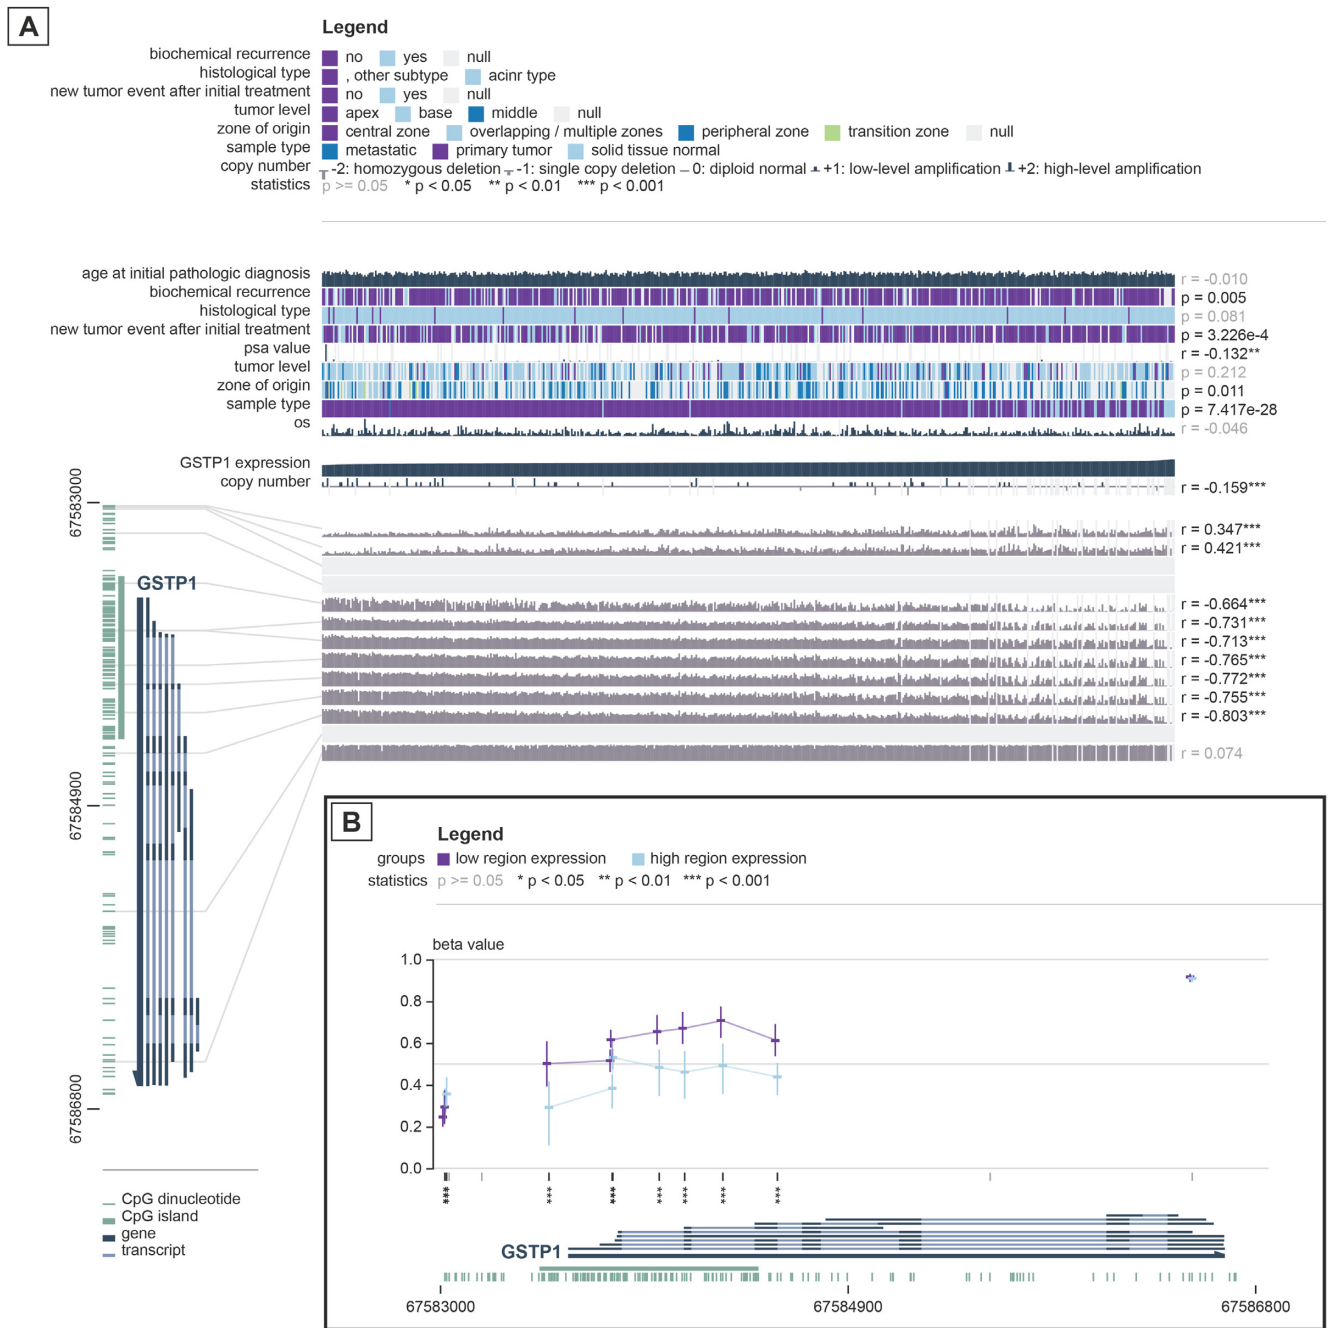 A
Legend
biochemical recurrence no yes null
histological type , other subtype acinr type
new tumor event after initial treatment no yes null
tumor level apex base middle null
zone of origin central zone overlapping / multiple zones peripheral zone transition zone null
sample type metastatic primary tumor solid tissue normal
copy number -2: homozygous deletion -1: single copy deletion 0: diploid normal +1: low-level amplification +2: high-level amplification
statistics p >= 0.05 * p < 0.05 ** p < 0.01 *** p < 0.001
age at initial pathologic diagnosis r = -0.010
biochemical recurrence p = 0.005
histological type p = 0.081
new tumor event after initial treatment p = 3.226e-4
psa value r = -0.132**
tumor level p = 0.212
zone of origin p = 0.011
sample type p = 7.417e-28
os r = -0.046
GSTP1 expression
copy number r = -0.159***
67583000
r = 0.347***
r = 0.421***
GSTP1
r = -0.664***
r = -0.731***
r = -0.713***
r = -0.765***
r = -0.772***
r = -0.755***
r = -0.803***
r = 0.074
67584900
67586800
CpG dinucleotide
CpG island
gene
transcript
B
Legend
groups low region expression high region expression
statistics p >= 0.05 * p < 0.05 ** p < 0.01 *** p < 0.001
beta value
1.0
0.8
0.6
0.4
0.2
0.0
*** *** *** *** *** *** ***
GSTP1
67583000 67584900 67586800